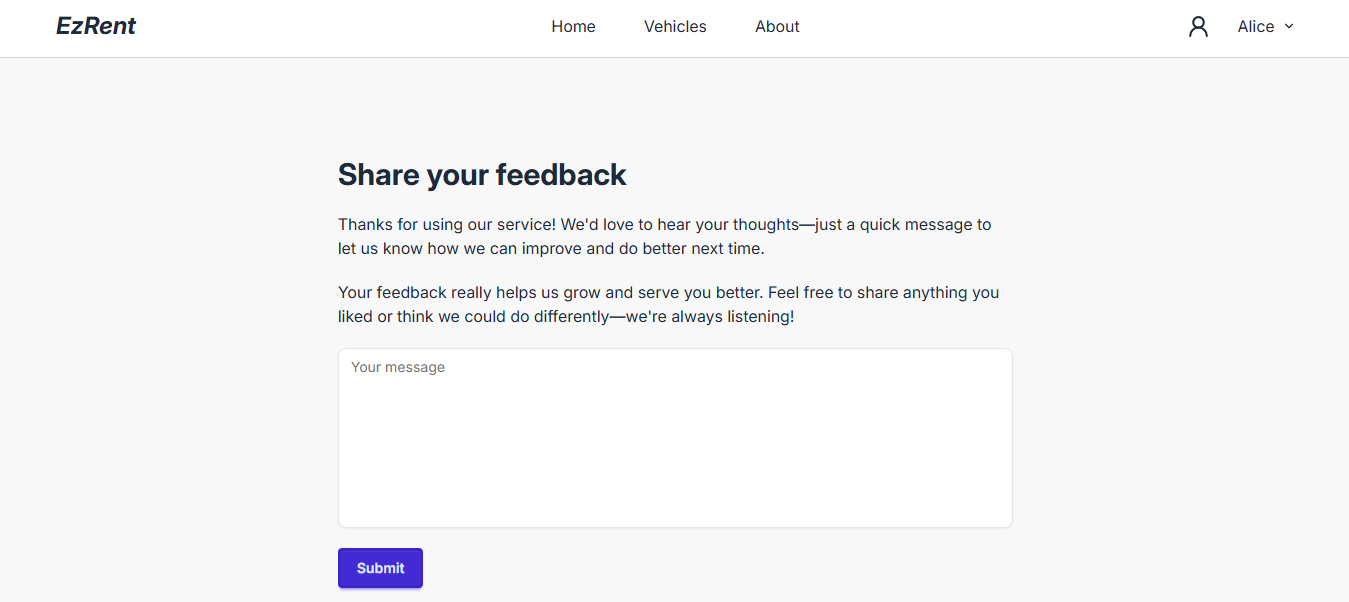 EzRent
Home
Vehicles
About
Alice
Share your feedback
Thanks for using our service! We'd love to hear your thoughts—just a quick message to
let us know how we can improve and do better next time.
Your feedback really helps us grow and serve you better. Feel free to share anything you
liked or think we could do differently—we're always listening!
Your message
Submit